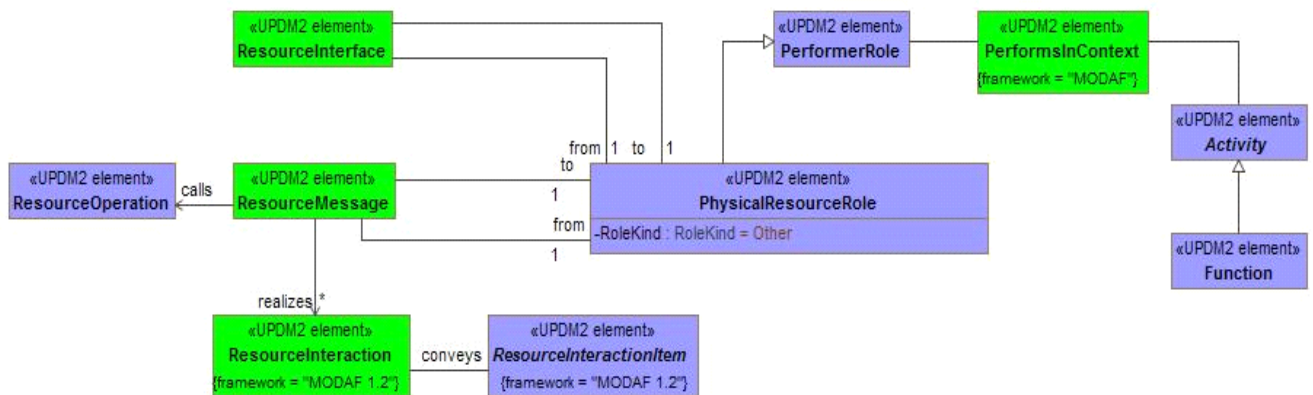 «UPDM2 element»
ResourceInterface
«UPDM2 element»
PerformerRole
«UPDM2 element»
PerformsInContext
{framework = "MODAF"}
«UPDM2 element»
Activity
from 1 to 1
to
1
«UPDM2 element»
ResourceOperation
calls
«UPDM2 element»
ResourceMessage
«UPDM2 element»
PhysicalResourceRole
-RoleKind : RoleKind = Other
from
1
«UPDM2 element»
Function
realizes *
«UPDM2 element»
ResourceInteraction
{framework = "MODAF 1.2"}
conveys
«UPDM2 element»
ResourceInteractionItem
{framework = "MODAF 1.2"}